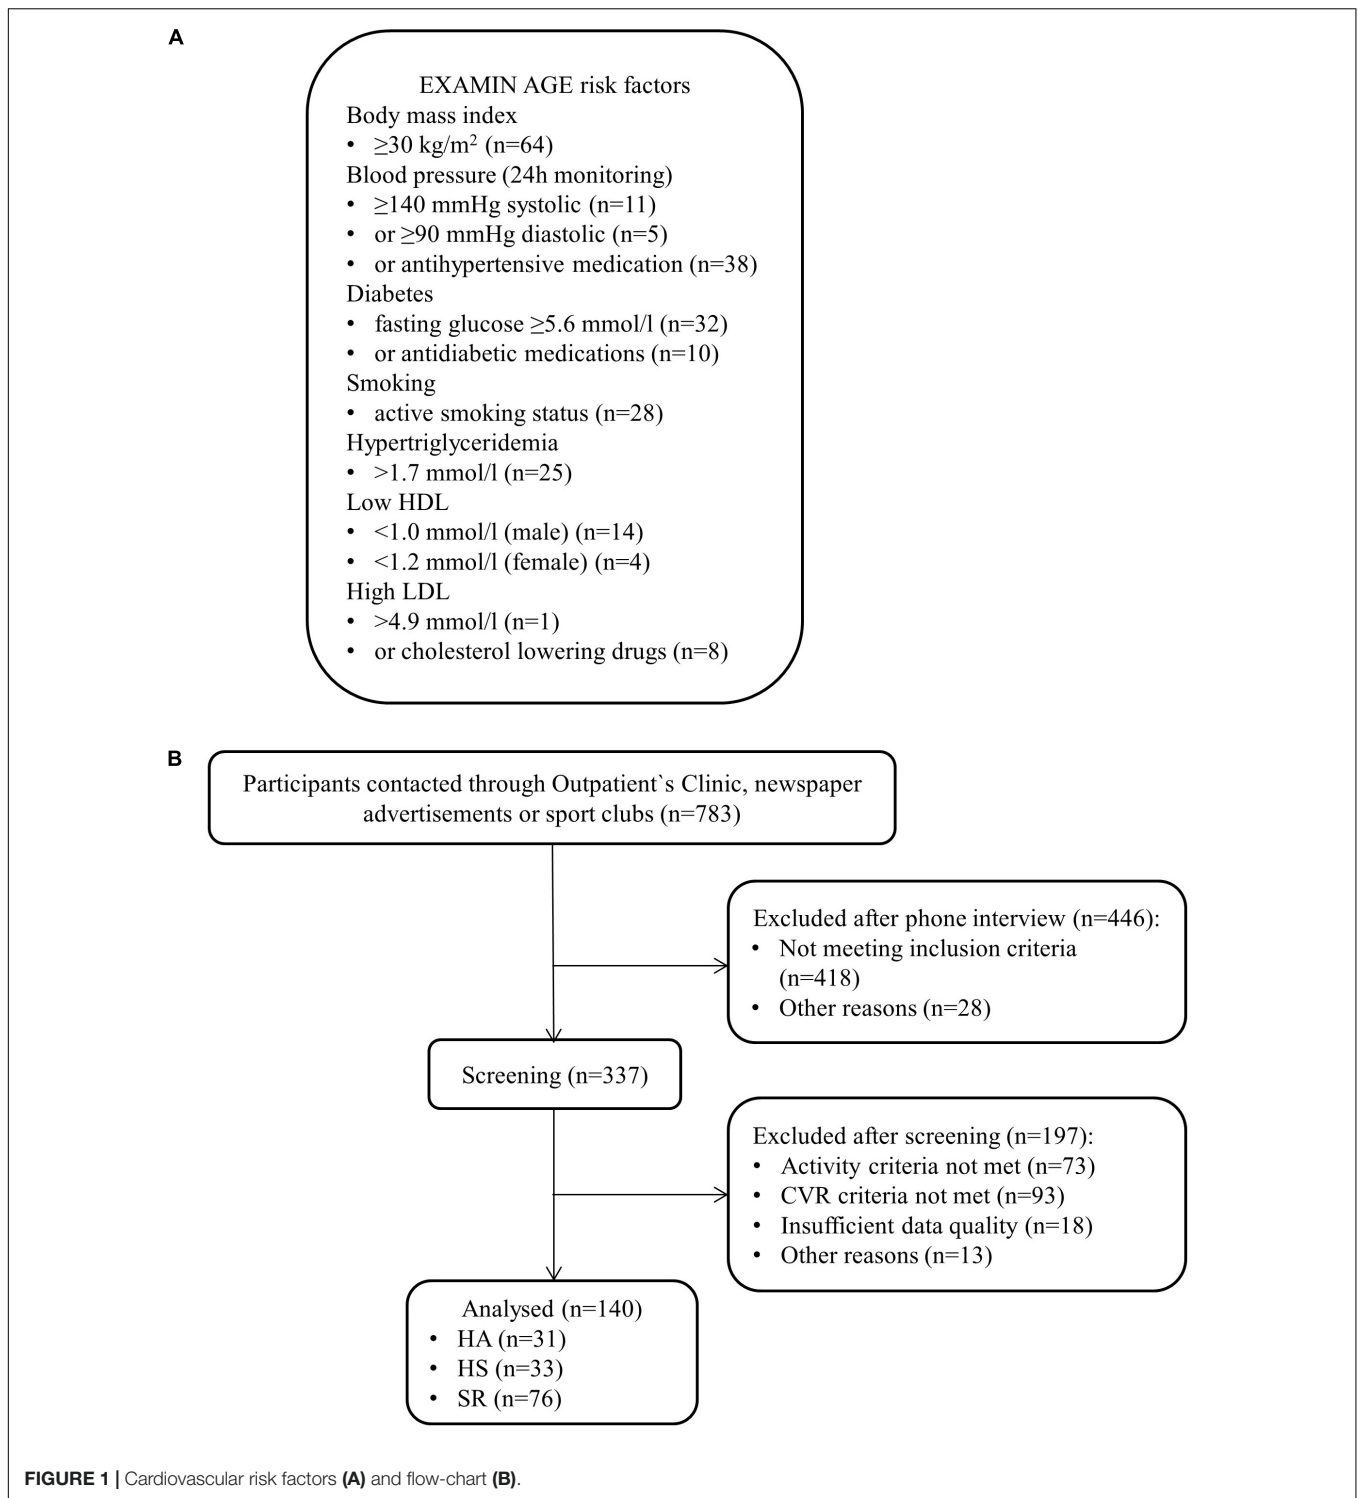 A
EXAMIN AGE risk factors
Body mass index
• ≥30 kg/m² (n=64)
Blood pressure (24h monitoring)
• ≥140 mmHg systolic (n=11)
• or ≥90 mmHg diastolic (n=5)
• or antihypertensive medication (n=38)
Diabetes
• fasting glucose ≥5.6 mmol/l (n=32)
• or antidiabetic medications (n=10)
Smoking
• active smoking status (n=28)
Hypertriglyceridemia
• >1.7 mmol/l (n=25)
Low HDL
• <1.0 mmol/l (male) (n=14)
• <1.2 mmol/l (female) (n=4)
High LDL
• >4.9 mmol/l (n=1)
• or cholesterol lowering drugs (n=8)
B
Participants contacted through Outpatient`s Clinic, newspaper
advertisements or sport clubs (n=783)
Excluded after phone interview (n=446):
• Not meeting inclusion criteria
(n=418)
• Other reasons (n=28)
Screening (n=337)
Excluded after screening (n=197):
• Activity criteria not met (n=73)
• CVR criteria not met (n=93)
• Insufficient data quality (n=18)
• Other reasons (n=13)
Analysed (n=140)
• HA (n=31)
• HS (n=33)
• SR (n=76)
FIGURE 1 | Cardiovascular risk factors (A) and flow-chart (B).